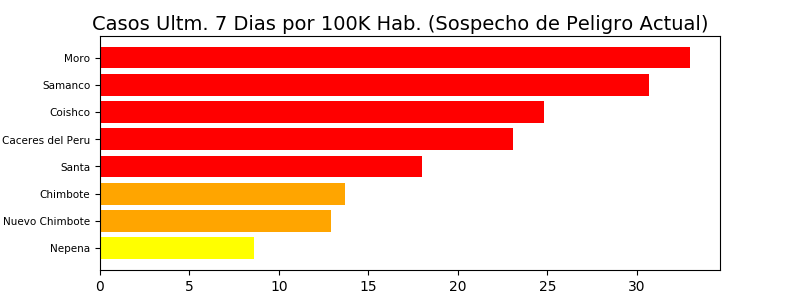 Casos Ultm. 7 Dias por 100K Hab. (Sospecho de Peligro Actual)
Moro
Samanco
Coishco
Caceres del Peru
Santa
Chimbote
Nuevo Chimbote
Nepena
0 5 10 15 20 25 30